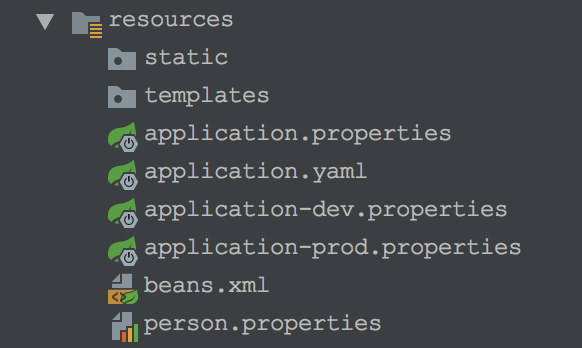 resources
static
templates
application.properties
application.yaml
application-dev.properties
application-prod.properties
beans.xml
person.properties